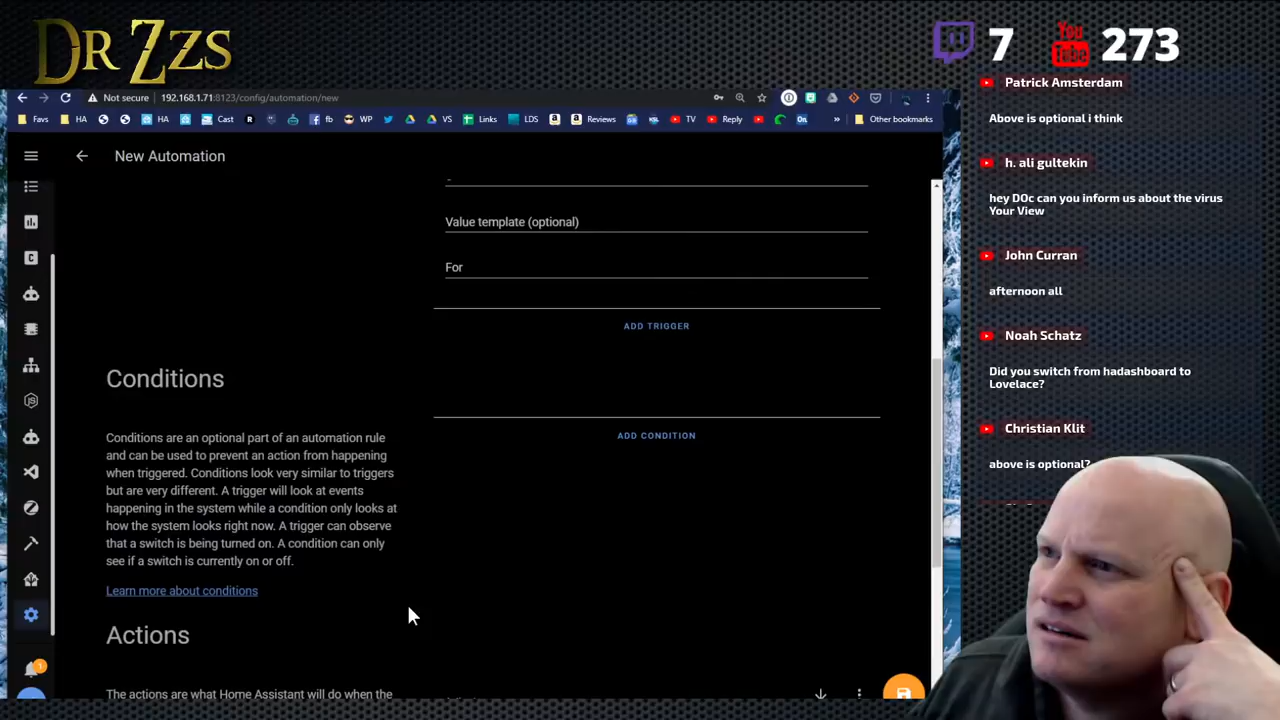 DR ZZS
7
You
Tube
273
Not secure
192.168.1.71:8123/config/automation/new
Favs
HA
HA
Cast
fb
WP
VS
Links
LDS
Reviews
TV
Reply
Other bookmarks
New Automation
Value template (optional)
For
ADD TRIGGER
Conditions
Conditions are an optional part of an automation rule
and can be used to prevent an action from happening
when triggered. Conditions look very similar to triggers
but are very different. A trigger will look at events
happening in the system while a condition only looks at
how the system looks right now. A trigger can observe
that a switch is being turned on. A condition can only
see if a switch is currently on or off.
Learn more about conditions
ADD CONDITION
Actions
The actions are what Home Assistant will do when the
1
Patrick Amsterdam
Above is optional i think
h. ali gultekin
hey DOc can you inform us about the virus
Your View
John Curran
afternoon all
Noah Schatz
Did you switch from hadashboard to
Lovelace?
Christian Klit
above is optional?